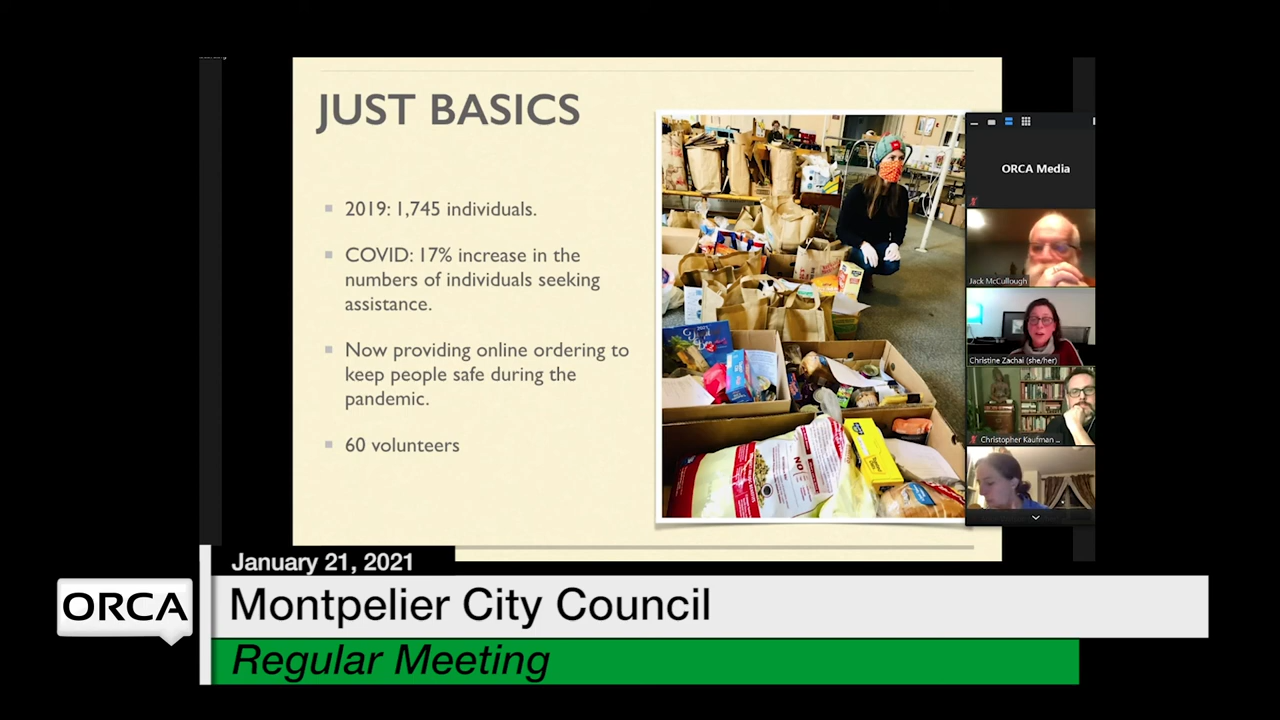 JUST BASICS
2019: 1,745 individuals.
COVID: 17% increase in the
numbers of individuals seeking
assistance.
Now providing online ordering to
keep people safe during the
pandemic.
60 volunteers
ORCA Media
Jack McCullough
Christine Zachai (she/her)
Christopher Kaufman ...
NO
January 21, 2021
ORCA
Montpelier City Council
Regular Meeting